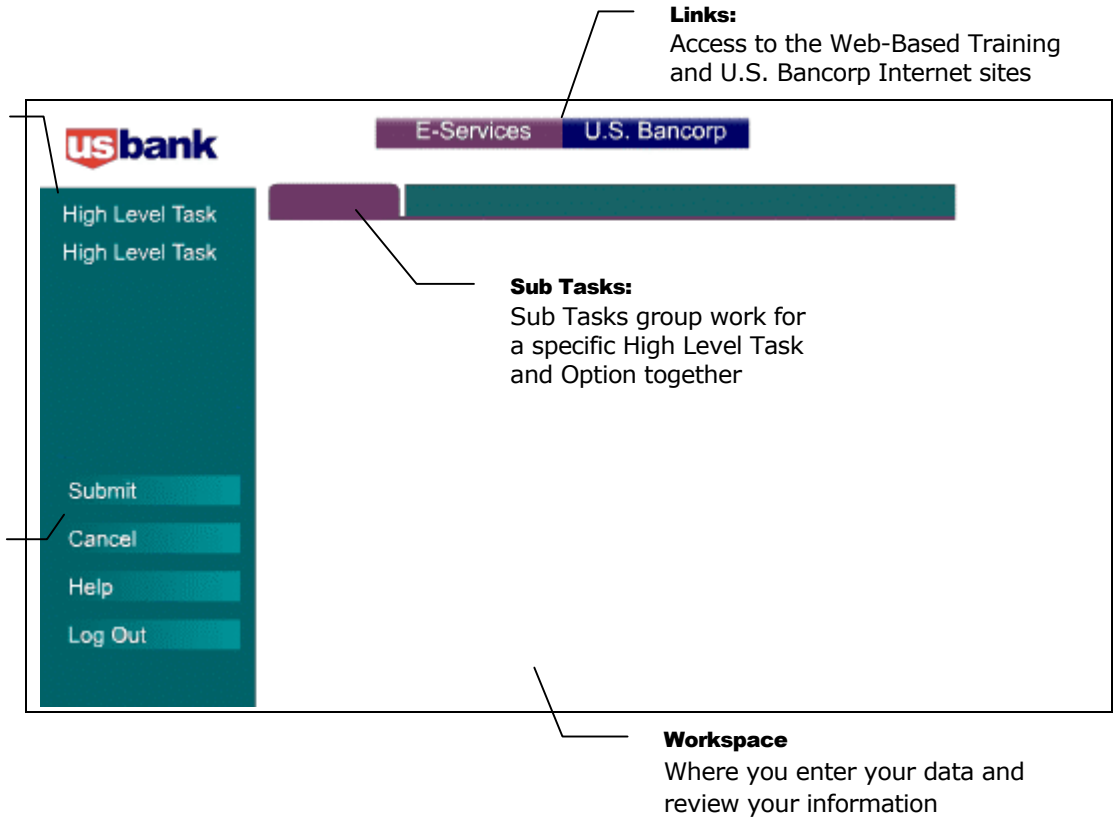 Links:
Access to the Web-Based Training
and U.S. Bancorp Internet sites
usbank
E-Services
U.S. Bancorp
High Level Task
High Level Task
Sub Tasks:
Sub Tasks group work for
a specific High Level Task
and Option together
Submit
Cancel
Help
Log Out
Workspace
Where you enter your data and
review your information